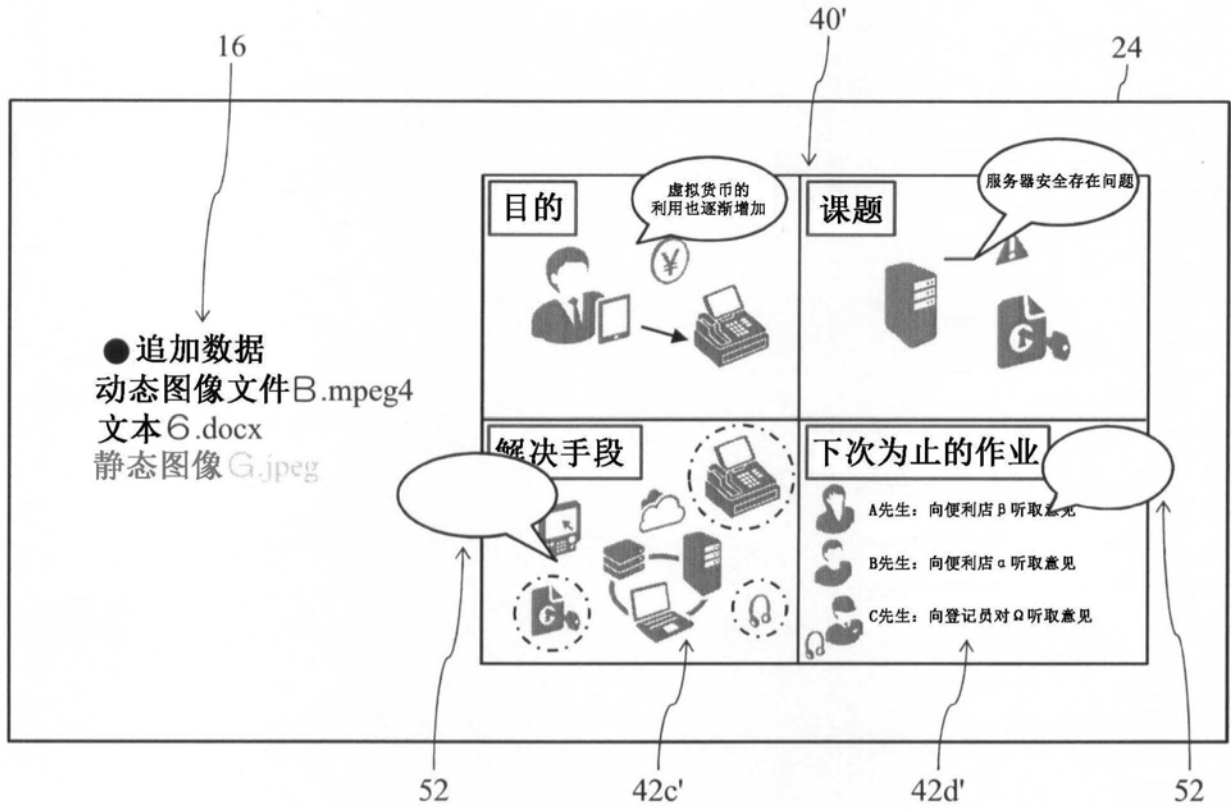 40'
16
24
目的
虚拟货币的
利用也逐渐增加
¥
课题
服务器安全存在问题
●追加数据
动态图像文件B.mpeg4
文本6.docx
静态图像G.jpeg
解决手段
下次为止的作业
A先生：向便利店β听取意见
B先生：向便利店α听取意见
C先生：向登记员对Ω听取意见
52
42c'
42d'
52